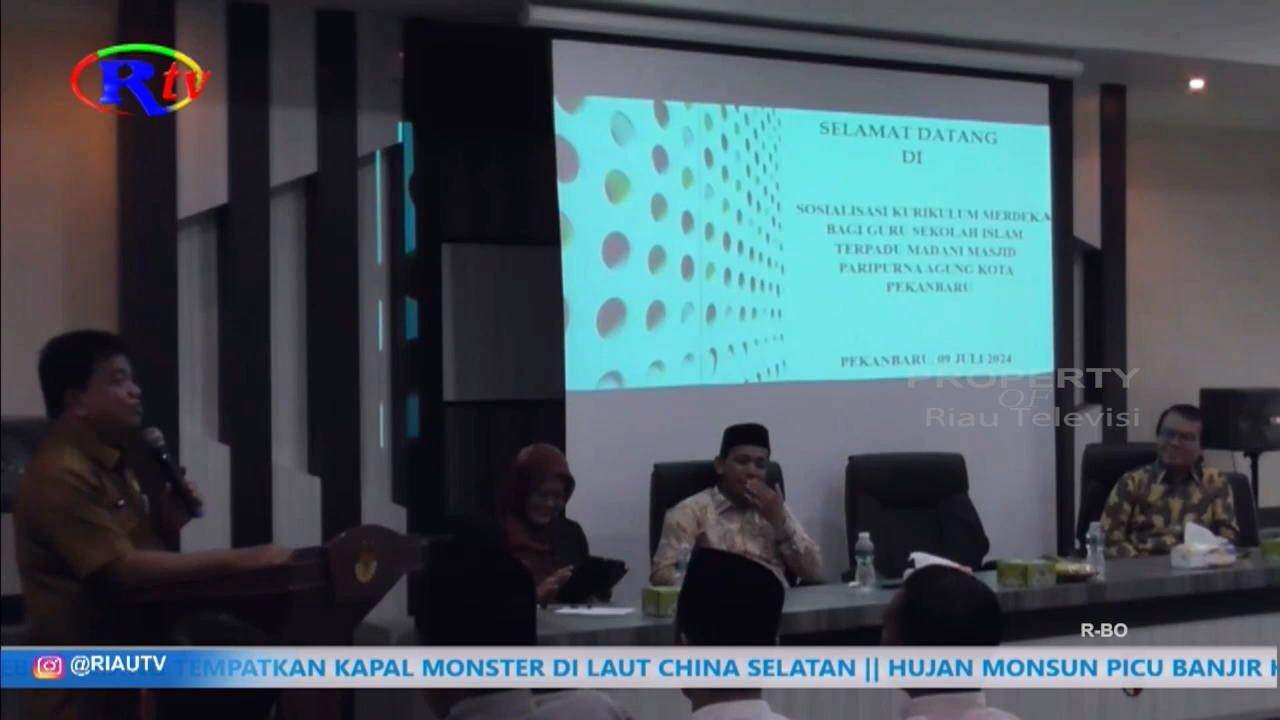 Rtv
SELAMAT DATANG
DI
SOSIALISASI KURIKULUM MERDEKA
BAGI GURU SEKOLAH ISLAM
TERPADU MADANI MASJID
PARIPURNA AGUNG KOTA
PEKANBARU
PEKANBARU, 09 JULI 2024
PROPERTY
OF
Riau Televisi
R-BO
@RIAUTV TEMPATKAN KAPAL MONSTER DI LAUT CHINA SELATAN || HUJAN MONSUN PICU BANJIR